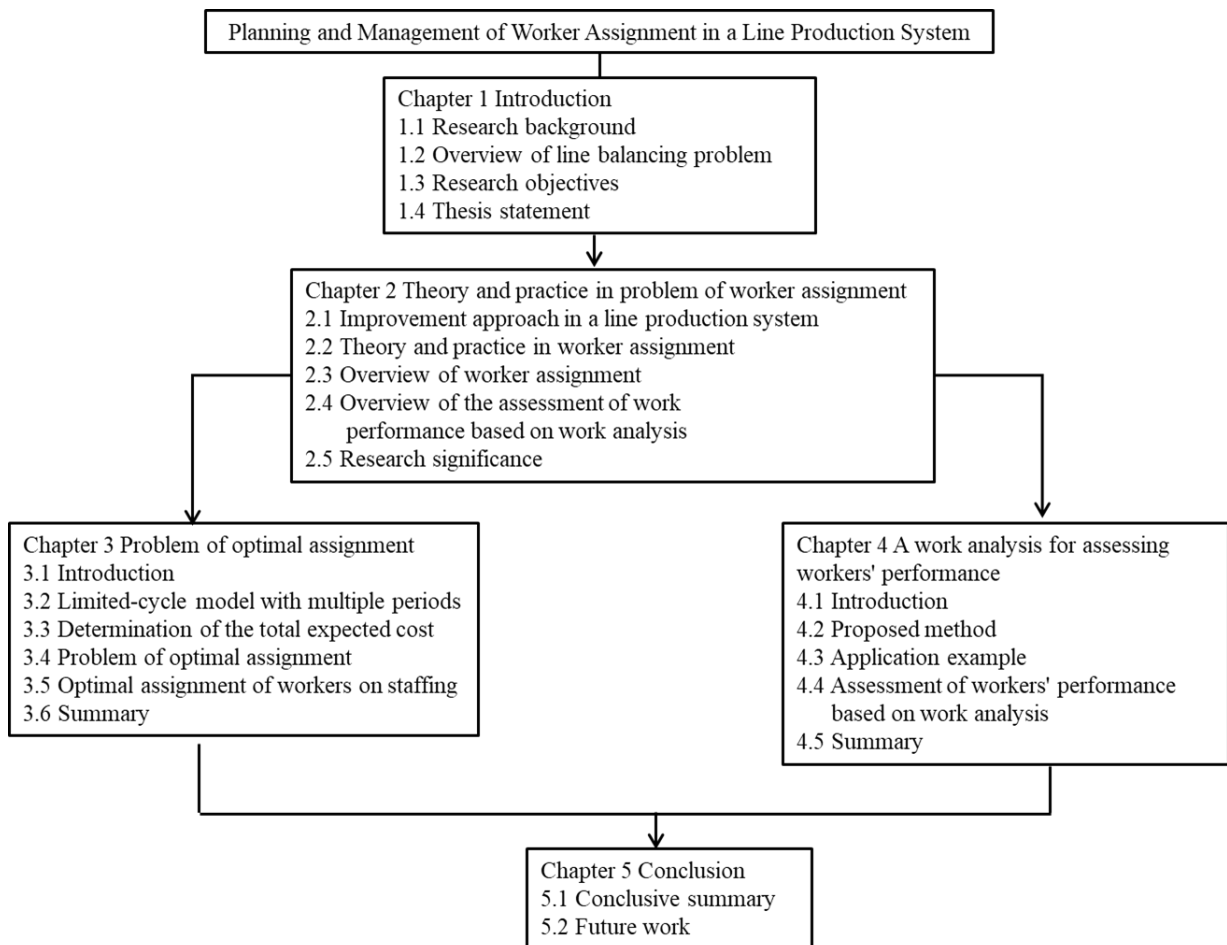 Planning and Management of Worker Assignment in a Line Production System
Chapter 1 Introduction
1.1 Research background
1.2 Overview of line balancing problem
1.3 Research objectives
1.4 Thesis statement
Chapter 2 Theory and practice in problem of worker assignment
2.1 Improvement approach in a line production system
2.2 Theory and practice in worker assignment
2.3 Overview of worker assignment
2.4 Overview of the assessment of work
performance based on work analysis
2.5 Research significance
Chapter 3 Problem of optimal assignment
3.1 Introduction
3.2 Limited-cycle model with multiple periods
3.3 Determination of the total expected cost
3.4 Problem of optimal assignment
3.5 Optimal assignment of workers on staffing
3.6 Summary
Chapter 4 A work analysis for assessing
workers' performance
4.1 Introduction
4.2 Proposed method
4.3 Application example
4.4 Assessment of workers' performance
based on work analysis
4.5 Summary
Chapter 5 Conclusion
5.1 Conclusive summary
5.2 Future work